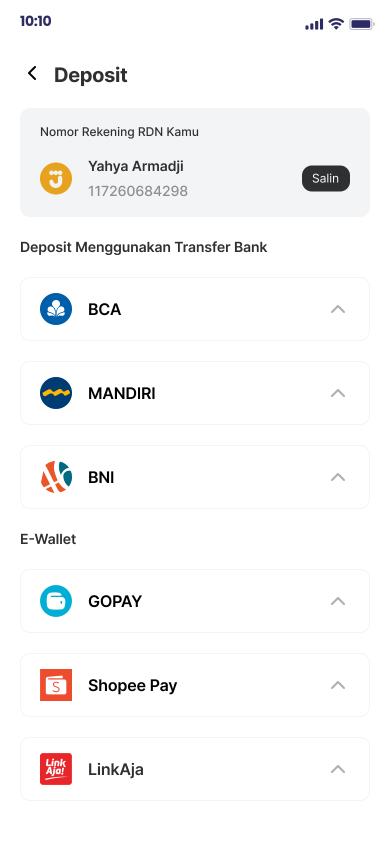 10:10
Deposit
Nomor Rekening RDN Kamu
Yahya Armadji
117260684298
Salin
Deposit Menggunakan Transfer Bank
BCA
MANDIRI
BNI
E-Wallet
GOPAY
S
Shopee Pay
Link
Aja!
LinkAja